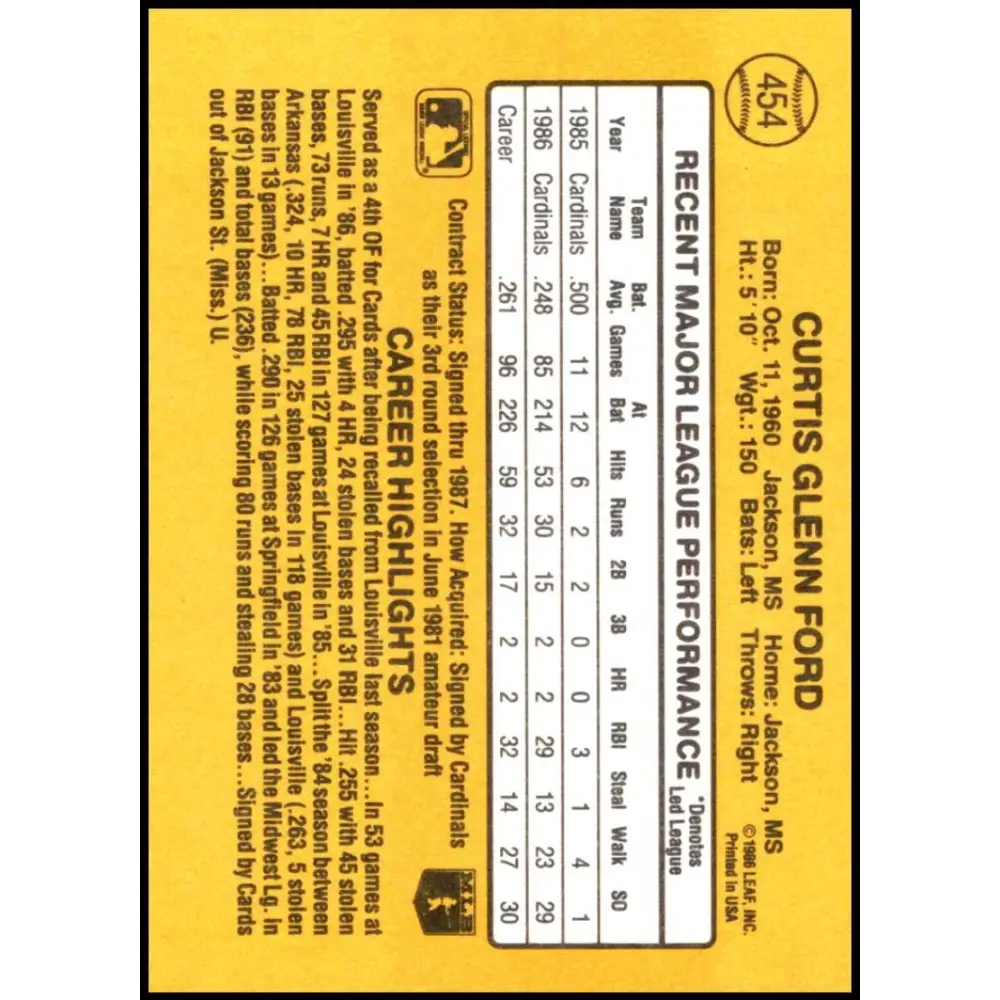 454
CURTIS GLENN FORD
Born: Oct. 11, 1960 Jackson, MS Home: Jackson, MS
Ht.: 5'10" Wgt.: 150 Bats: Left Throws: Right
© 1986 LEAF, INC.
Printed in USA
RECENT MAJOR LEAGUE PERFORMANCE *Denotes
Led League
Team Bat. At
Year Name Avg. Games Bat Hits Runs 2B 3B HR RBI Steal Walk SO
1985 Cardinals .500 11 12 6 2 2 0 0 3 1 4 1
1986 Cardinals .248 85 214 53 30 15 2 2 29 13 23 29
Career .261 96 226 59 32 17 2 2 32 14 27 30
Contract Status: Signed thru 1987. How Acquired: Signed by Cardinals
as their 3rd round selection in June 1981 amateur draft
MLB
CAREER HIGHLIGHTS
Served as a 4th OF for Cards after being recalled from Louisville last season...In 53 games at
Louisville in '86, batted .295 with 4 HR, 24 stolen bases and 31 RBI...Hit .255 with 45 stolen
bases, 73 runs, 7 HR and 45 RBI in 127 games at Louisville in '85...Split the '84 season between
Arkansas (.324, 10 HR, 78 RBI, 25 stolen bases in 118 games) and Louisville (.263, 5 stolen
bases in 13 games)...Batted .290 in 126 games at Springfield in '83 and led the Midwest Lg. in
RBI (91) and total bases (236), while scoring 80 runs and stealing 28 bases...Signed by Cards
out of Jackson St. (Miss.) U.